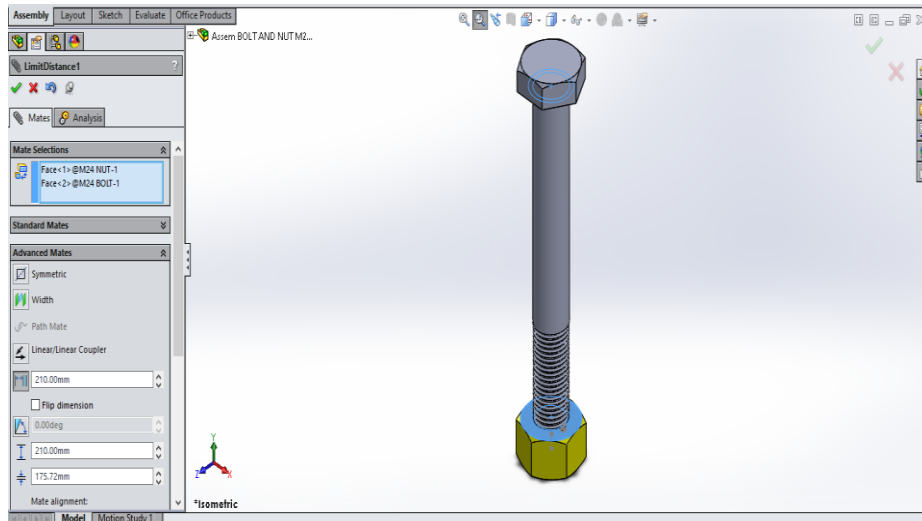 Assembly Layout Sketch Evaluate Office Products
Assem BOLT AND NUT M2...
LimitDistance1 ?
Mates Analysis
Mate Selections
Face<1>@M24 NUT-1
Face<2>@M24 BOLT-1
Standard Mates
Advanced Mates
Symmetric
Width
Path Mate
Linear/Linear Coupler
210.00mm
Flip dimension
0.00deg
210.00mm
175.72mm
Mate alignment:
Y
Z X
*Isometric
Model Motion Study 1